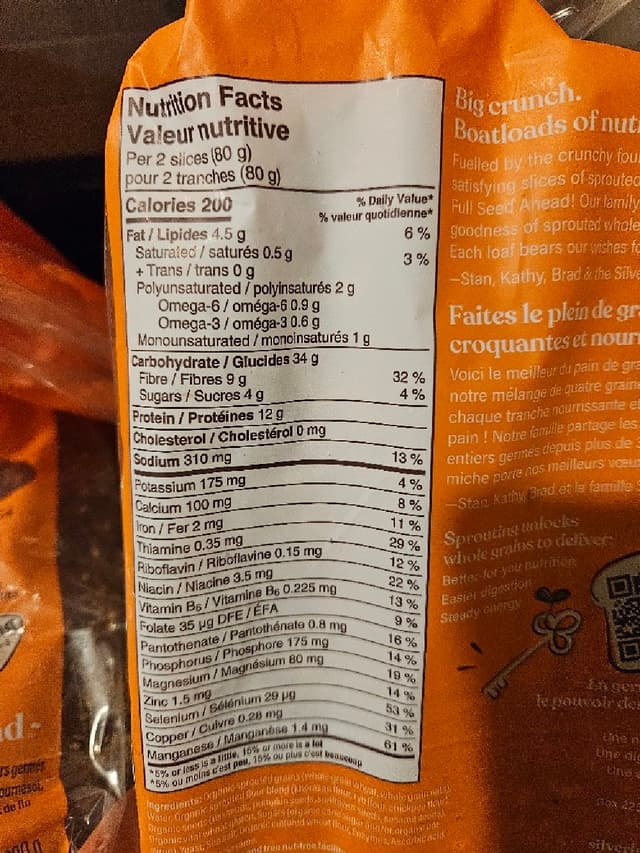 Nutrition Facts
Valeur nutritive
Per 2 slices (80 g)
pour 2 tranches (80 g)
Calories 200
% Daily Value*
% valeur quotidienne*
Fat / Lipides 4.5 g 6 %
Saturated / saturés 0.5 g
+ Trans / trans 0 g 3 %
Polyunsaturated / polyinsaturés 2 g
Omega-6 / oméga-6 0.9 g
Omega-3 / oméga-3 0.6 g
Monounsaturated / monoinsaturés 1 g
Carbohydrate / Glucides 34 g
Fibre / Fibres 9 g 32 %
Sugars / Sucres 4 g 4 %
Protein / Protéines 12 g
Cholesterol / Cholestérol 0 mg
Sodium 310 mg 13 %
Potassium 175 mg 4 %
Calcium 100 mg 8 %
Iron / Fer 2 mg 11 %
Thiamine 0.35 mg 29 %
Riboflavin / Riboflavine 0.15 mg 12 %
Niacin / Niacine 3.5 mg 22 %
Vitamin B6 / Vitamine B6 0.225 mg 13 %
Folate 35 µg DFE / ÉFA 9 %
Pantothenate / Pantothénate 0.8 mg 16 %
Phosphorus / Phosphore 175 mg 14 %
Magnesium / Magnésium 80 mg 19 %
Zinc 1.5 mg 14 %
Selenium / Sélénium 29 µg 53 %
Copper / Cuivre 0.28 mg 31 %
Manganese / Manganèse 1.4 mg 61 %
*5% or less is a little, 15% or more is a lot
*5% ou moins c'est peu, 15% ou plus c'est beaucoup
Big crunch.
Boatloads of nut
Fuelled by the crunchy fou
satisfying slices of sprouted
Full Seed Ahead! Our family
goodness of sprouted whole
Each loaf bears our wishes fo
–Stan, Kathy, Brad & the Silve
Faites le plein de gra
croquantes et nourr
Voici le meilleur du pain de gra
notre mélange de quatre grain
chaque tranche nourrissante e
pain ! Notre famille partage les
entiers germés depuis plus de
miche porte nos meilleurs vœu
–Stan, Kathy, Brad et la famille S
Sprouting unlocks
whole grains to deliver:
Better-for-you nutrition
Easier digestion
Steady energy
le pouvoir de